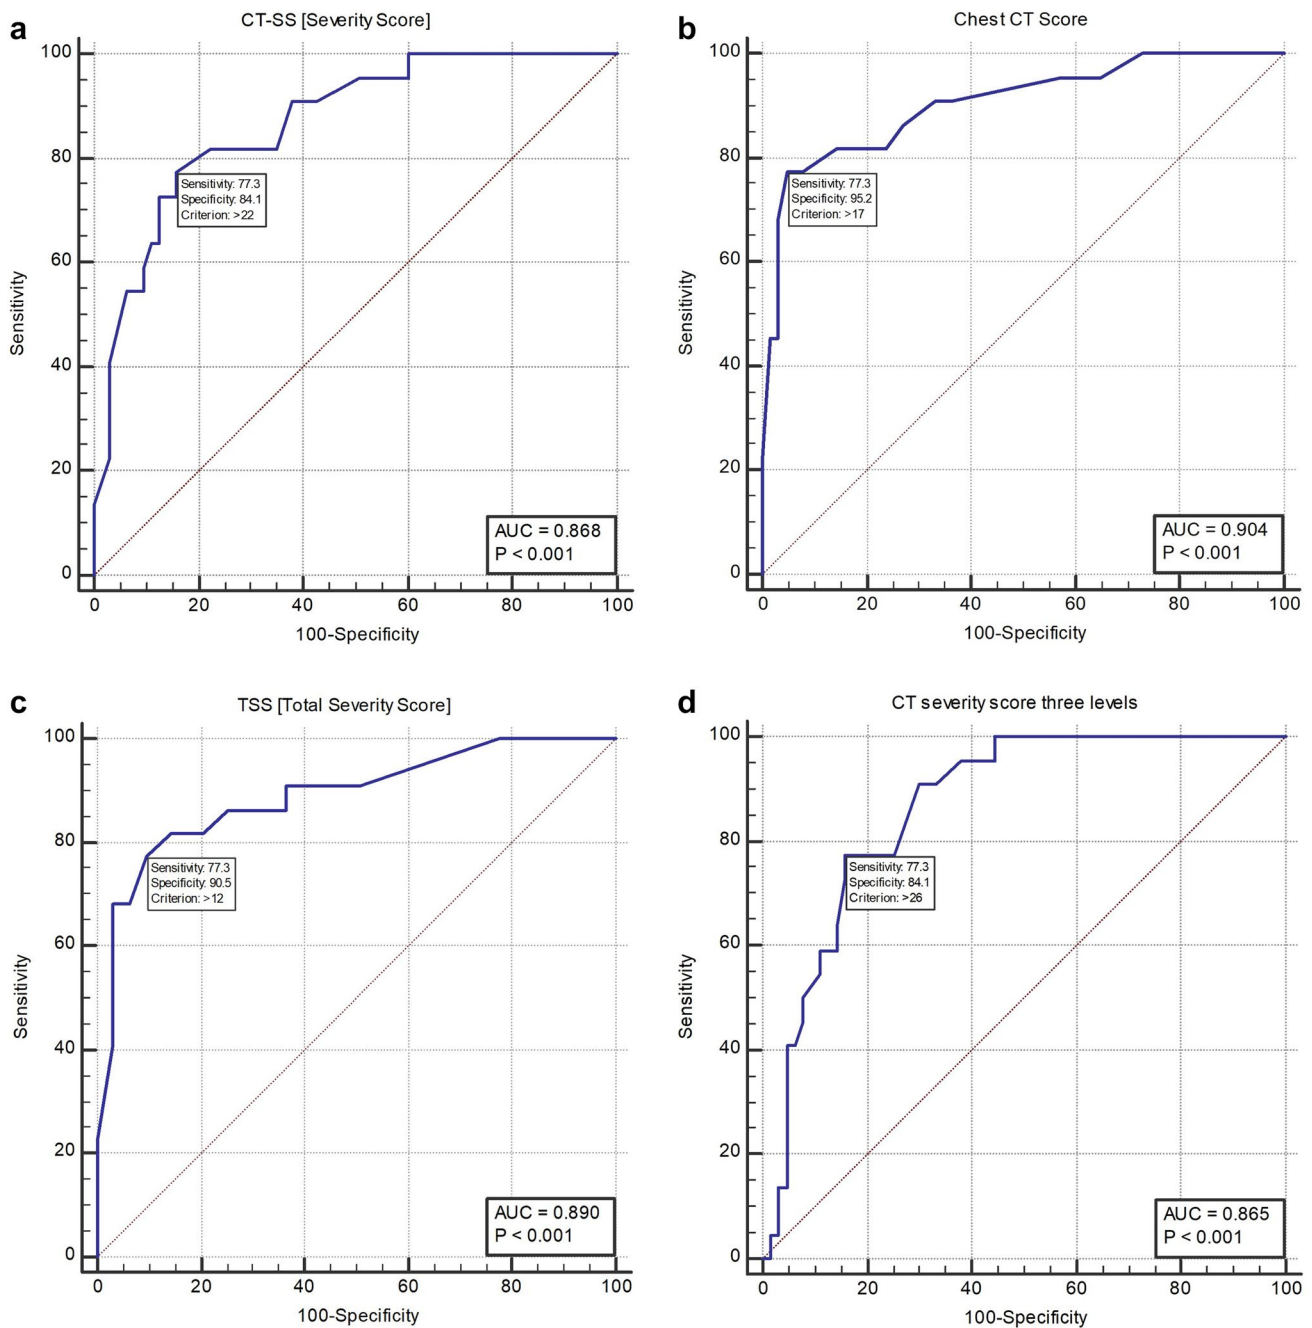 a
CT-SS [Severity Score]
100
80
60
40
20
0
Sensitivity
Sensitivity: 77.3
Specificity: 84.1
Criterion: >22
AUC = 0.868
P < 0.001
0 20 40 60 80 100
100-Specificity
b
Chest CT Score
100
80
60
40
20
0
Sensitivity
Sensitivity: 77.3
Specificity: 95.2
Criterion: >17
AUC = 0.904
P < 0.001
0 20 40 60 80 100
100-Specificity
c
TSS [Total Severity Score]
100
80
60
40
20
0
Sensitivity
Sensitivity: 77.3
Specificity: 90.5
Criterion: >12
AUC = 0.890
P < 0.001
0 20 40 60 80 100
100-Specificity
d
CT severity score three levels
100
80
60
40
20
0
Sensitivity
Sensitivity: 77.3
Specificity: 84.1
Criterion: >26
AUC = 0.865
P < 0.001
0 20 40 60 80 100
100-Specificity